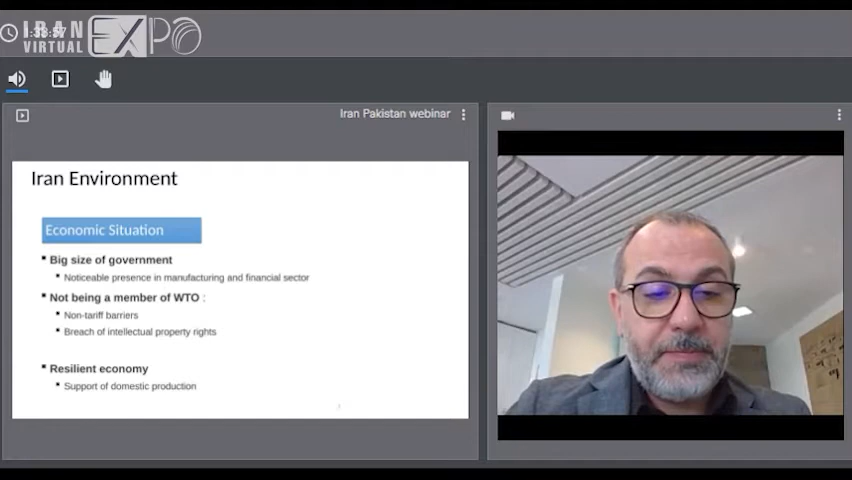 IRAN
VIRTUAL
EXPO
Iran Pakistan webinar
Iran Environment
Economic Situation
Big size of government
Noticeable presence in manufacturing and financial sector
Not being a member of WTO :
Non-tariff barriers
Breach of intellectual property rights
Resilient economy
Support of domestic production